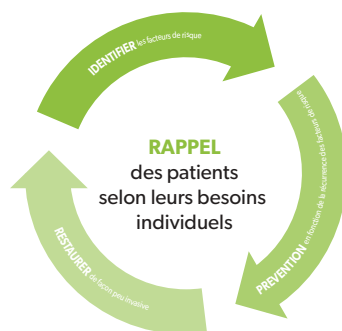 IDENTIFIER les facteurs de risque
RAPPEL
des patients
selon leurs besoins
individuels
PRÉVENTION en fonction de la récurrence des facteurs de risque
RESTAURER de façon peu invasive